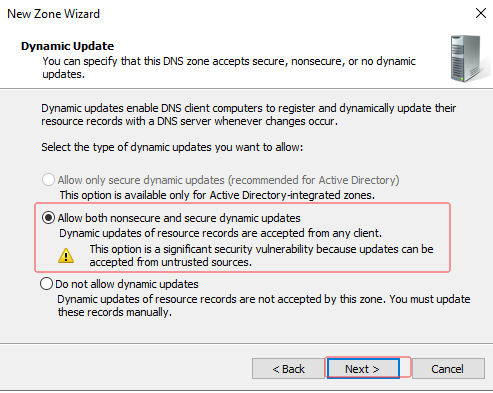 New Zone Wizard
Dynamic Update
You can specify that this DNS zone accepts secure, nonsecure, or no dynamic
updates.
Dynamic updates enable DNS client computers to register and dynamically update their
resource records with a DNS server whenever changes occur.
Select the type of dynamic updates you want to allow:
Allow only secure dynamic updates (recommended for Active Directory)
This option is available only for Active Directory-integrated zones.
Allow both nonsecure and secure dynamic updates
Dynamic updates of resource records are accepted from any client.
This option is a significant security vulnerability because updates can be
accepted from untrusted sources.
Do not allow dynamic updates
Dynamic updates of resource records are not accepted by this zone. You must update
these records manually.
< Back Next > Cancel